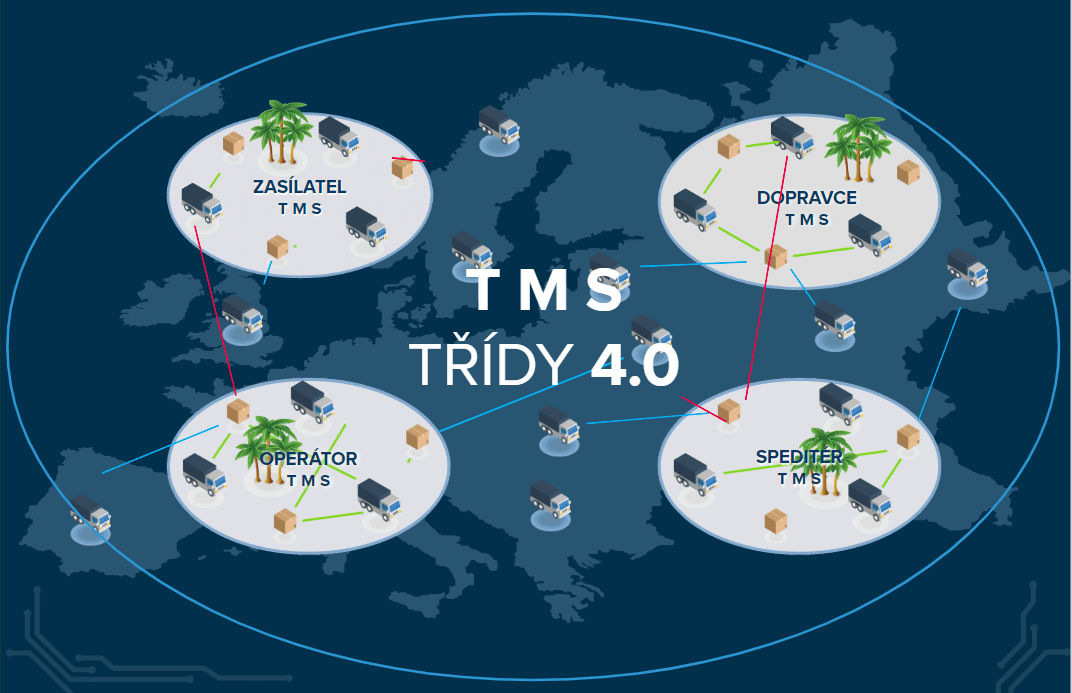 ZASÍLATEL
T M S
DOPRAVCE
T M S
T M S
TŘÍDY 4.0
OPERÁTOR
T M S
SPEDITÉR
T M S